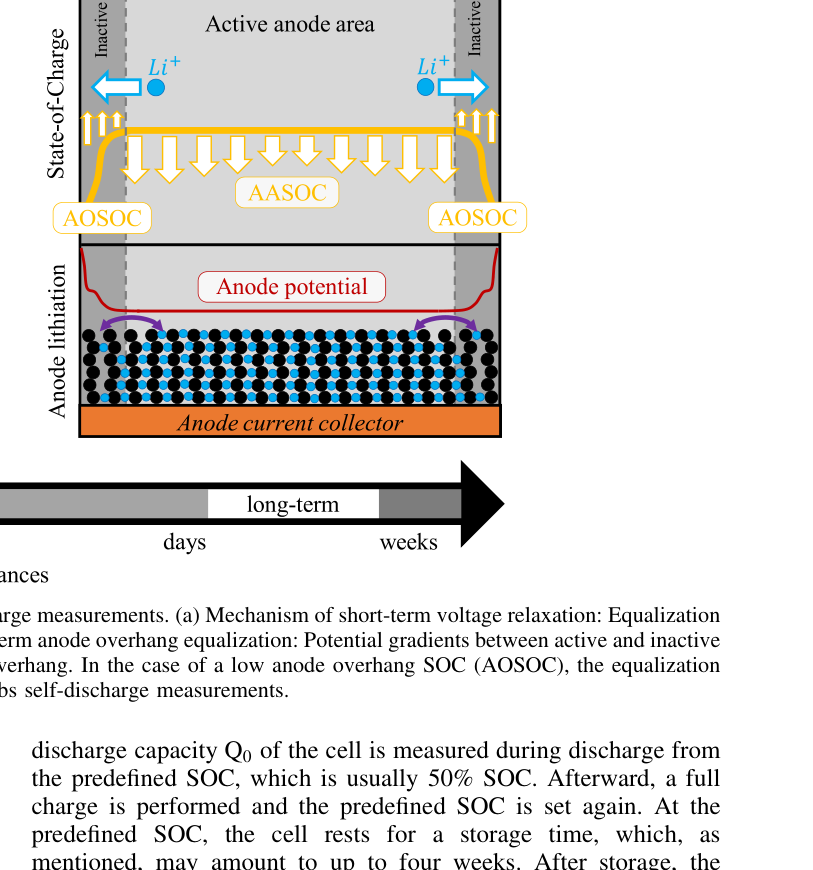 Inactive
Active anode area
Inactive
State-of-Charge
Li+
Li+
AASOC
AOSOC
AOSOC
Anode lithiation
Anode potential
Anode current collector
long-term
days
weeks
ances
arge measurements. (a) Mechanism of short-term voltage relaxation: Equalization
erm anode overhang equalization: Potential gradients between active and inactive
verhang. In the case of a low anode overhang SOC (AOSOC), the equalization
bs self-discharge measurements.
discharge capacity Q0 of the cell is measured during discharge from
the predefined SOC, which is usually 50% SOC. Afterward, a full
charge is performed and the predefined SOC is set again. At the
predefined SOC, the cell rests for a storage time, which, as
mentioned, may amount to up to four weeks. After storage, the